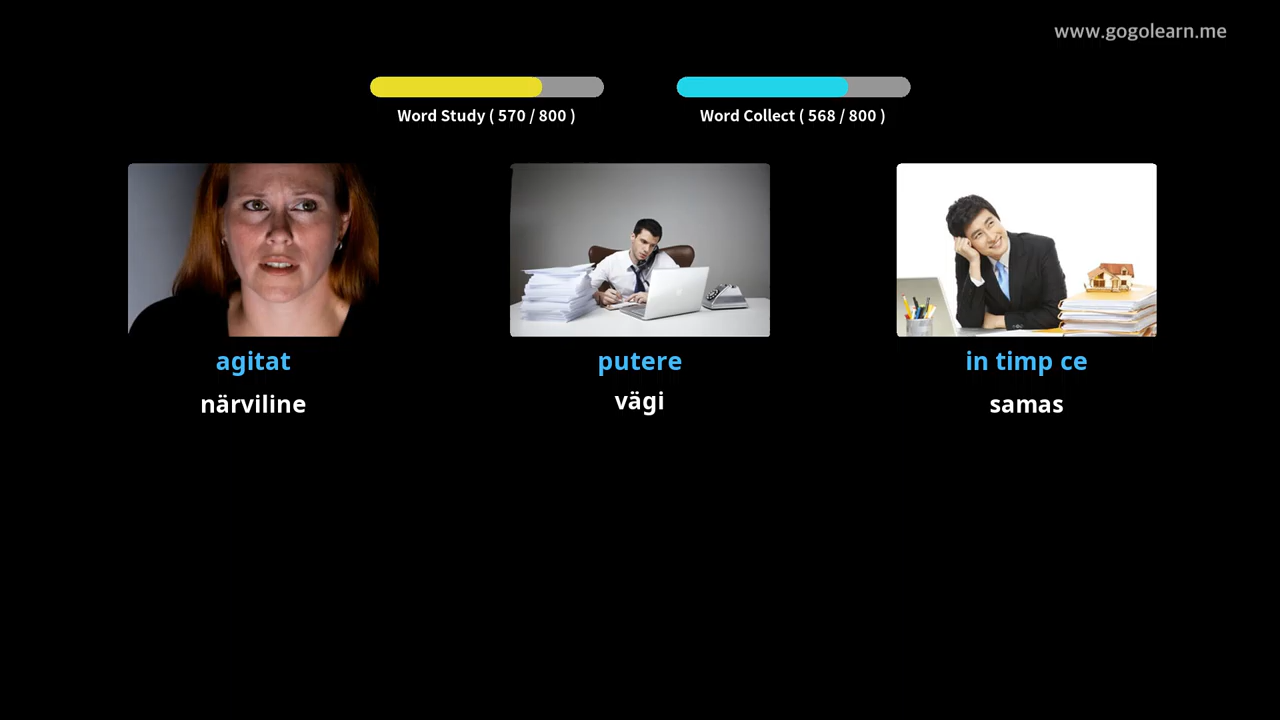 www.gogolearn.me
Word Study ( 570 / 800 )
Word Collect ( 568 / 800 )
agitat
närviline
putere
vägi
in timp ce
samas